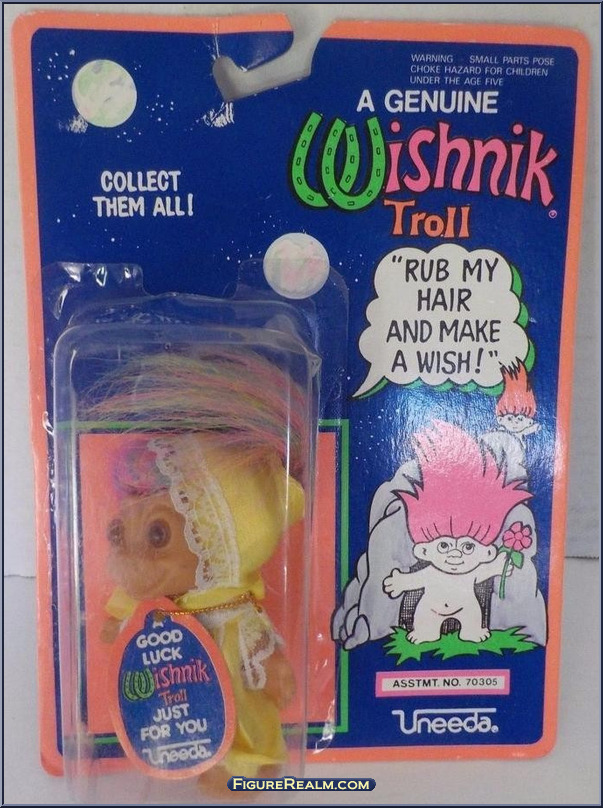 WARNING - SMALL PARTS POSE
CHOKE HAZARD FOR CHILDREN
UNDER THE AGE FIVE
A GENUINE
Wishnik®
Troll
COLLECT
THEM ALL!
"RUB MY
HAIR
AND MAKE
A WISH!"
ASSTMT. NO. 70305
Uneeda®
A
GOOD
LUCK
Wishnik
Troll
JUST
FOR YOU
Uneeda®
FIGUREREALM.COM